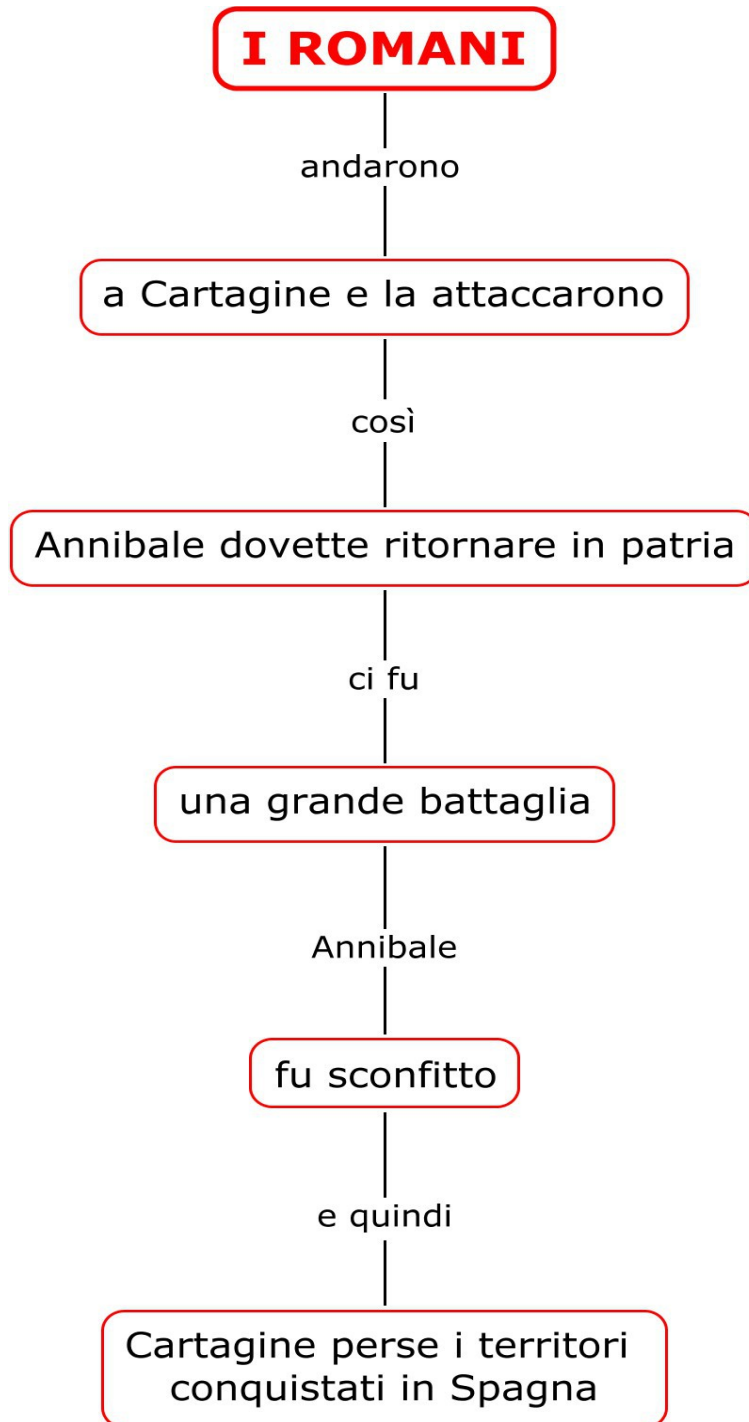 I ROMANI
andarono
a Cartagine e la attaccarono
così
Annibale dovette ritornare in patria
ci fu
una grande battaglia
Annibale
fu sconfitto
e quindi
Cartagine perse i territori
conquistati in Spagna